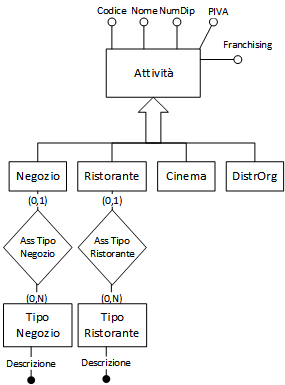 Codice Nome NumDip PIVA
Franchising
Attività
Negozio Ristorante Cinema DistrOrg
(0,1) (0,1)
Ass Tipo Ass Tipo
Negozio Ristorante
(0,N) (0,N)
Tipo Tipo
Negozio Ristorante
Descrizione Descrizione